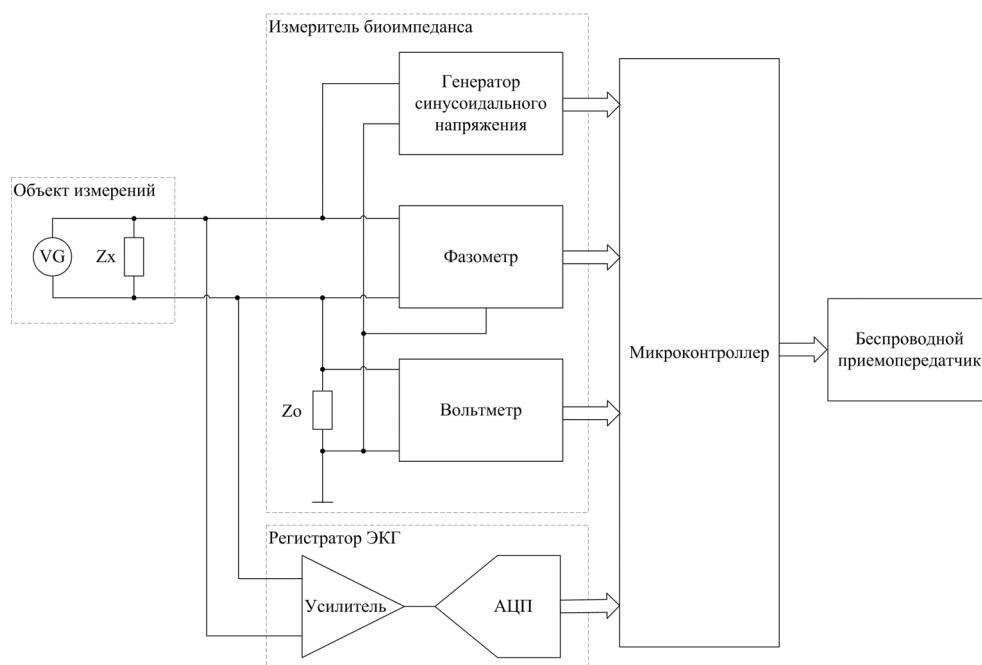 Измеритель биоимпеданса
Генератор
синусоидального
напряжения
Объект измерений
VG
Zx
Фазометр
Микроконтроллер
Беспроводной
приемопередатчик
Zo
Вольтметр
Регистратор ЭКГ
Усилитель
АЦП